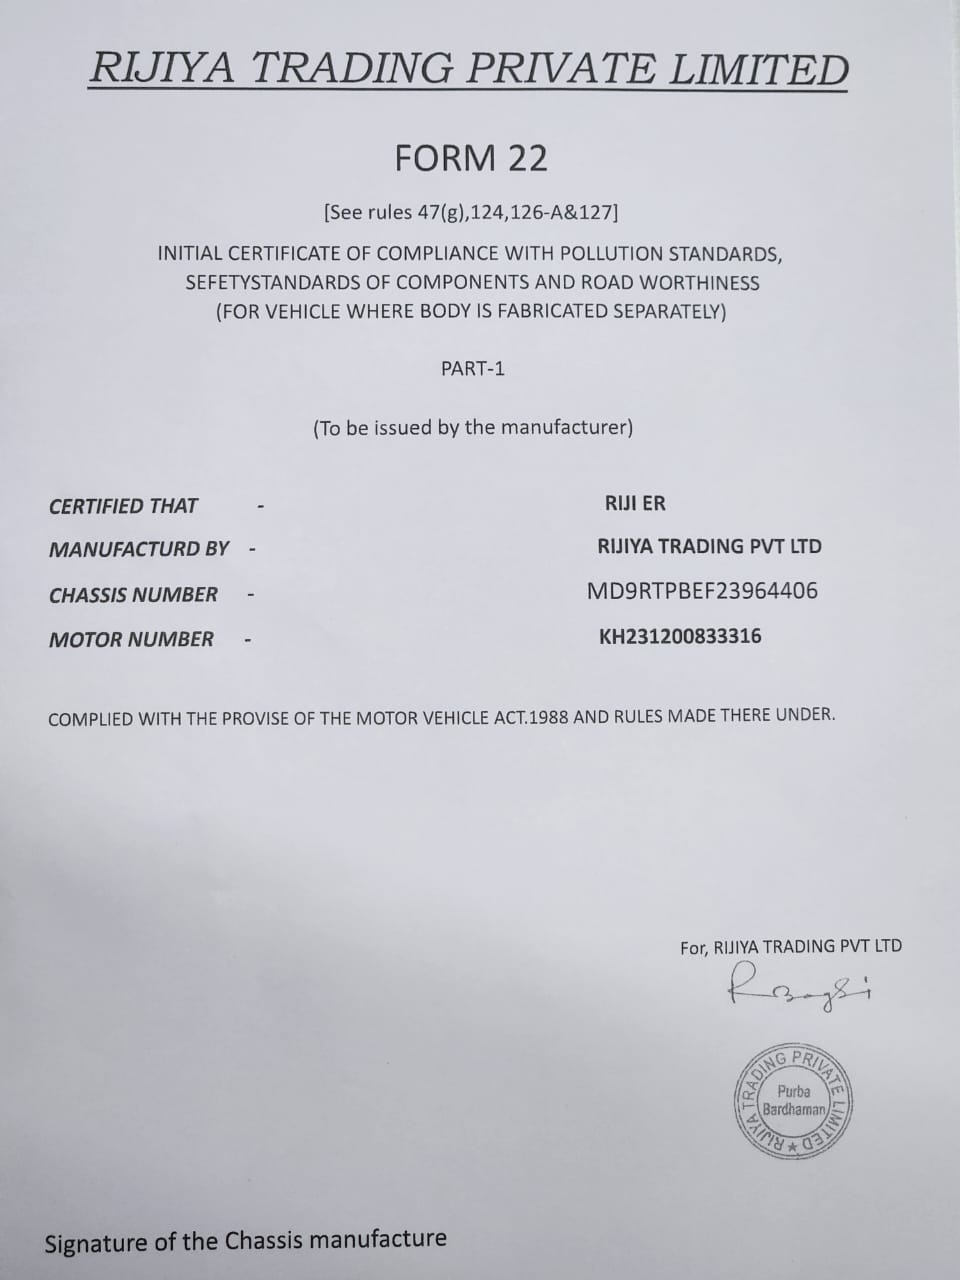 RIJIYA TRADING PRIVATE LIMITED
FORM 22
[See rules 47(g),124,126-A&127]
INITIAL CERTIFICATE OF COMPLIANCE WITH POLLUTION STANDARDS,
SEFETYSTANDARDS OF COMPONENTS AND ROAD WORTHINESS
(FOR VEHICLE WHERE BODY IS FABRICATED SEPARATELY)
PART-1
(To be issued by the manufacturer)
CERTIFIED THAT - RIJI ER
MANUFACTURD BY - RIJIYA TRADING PVT LTD
CHASSIS NUMBER - MD9RTPBEF23964406
MOTOR NUMBER - KH231200833316
COMPLIED WITH THE PROVISE OF THE MOTOR VEHICLE ACT.1988 AND RULES MADE THERE UNDER.
For, RIJIYA TRADING PVT LTD
RIJIYA TRADING PRIVATE LIMITED ★
Purba
Bardhaman
Signature of the Chassis manufacture